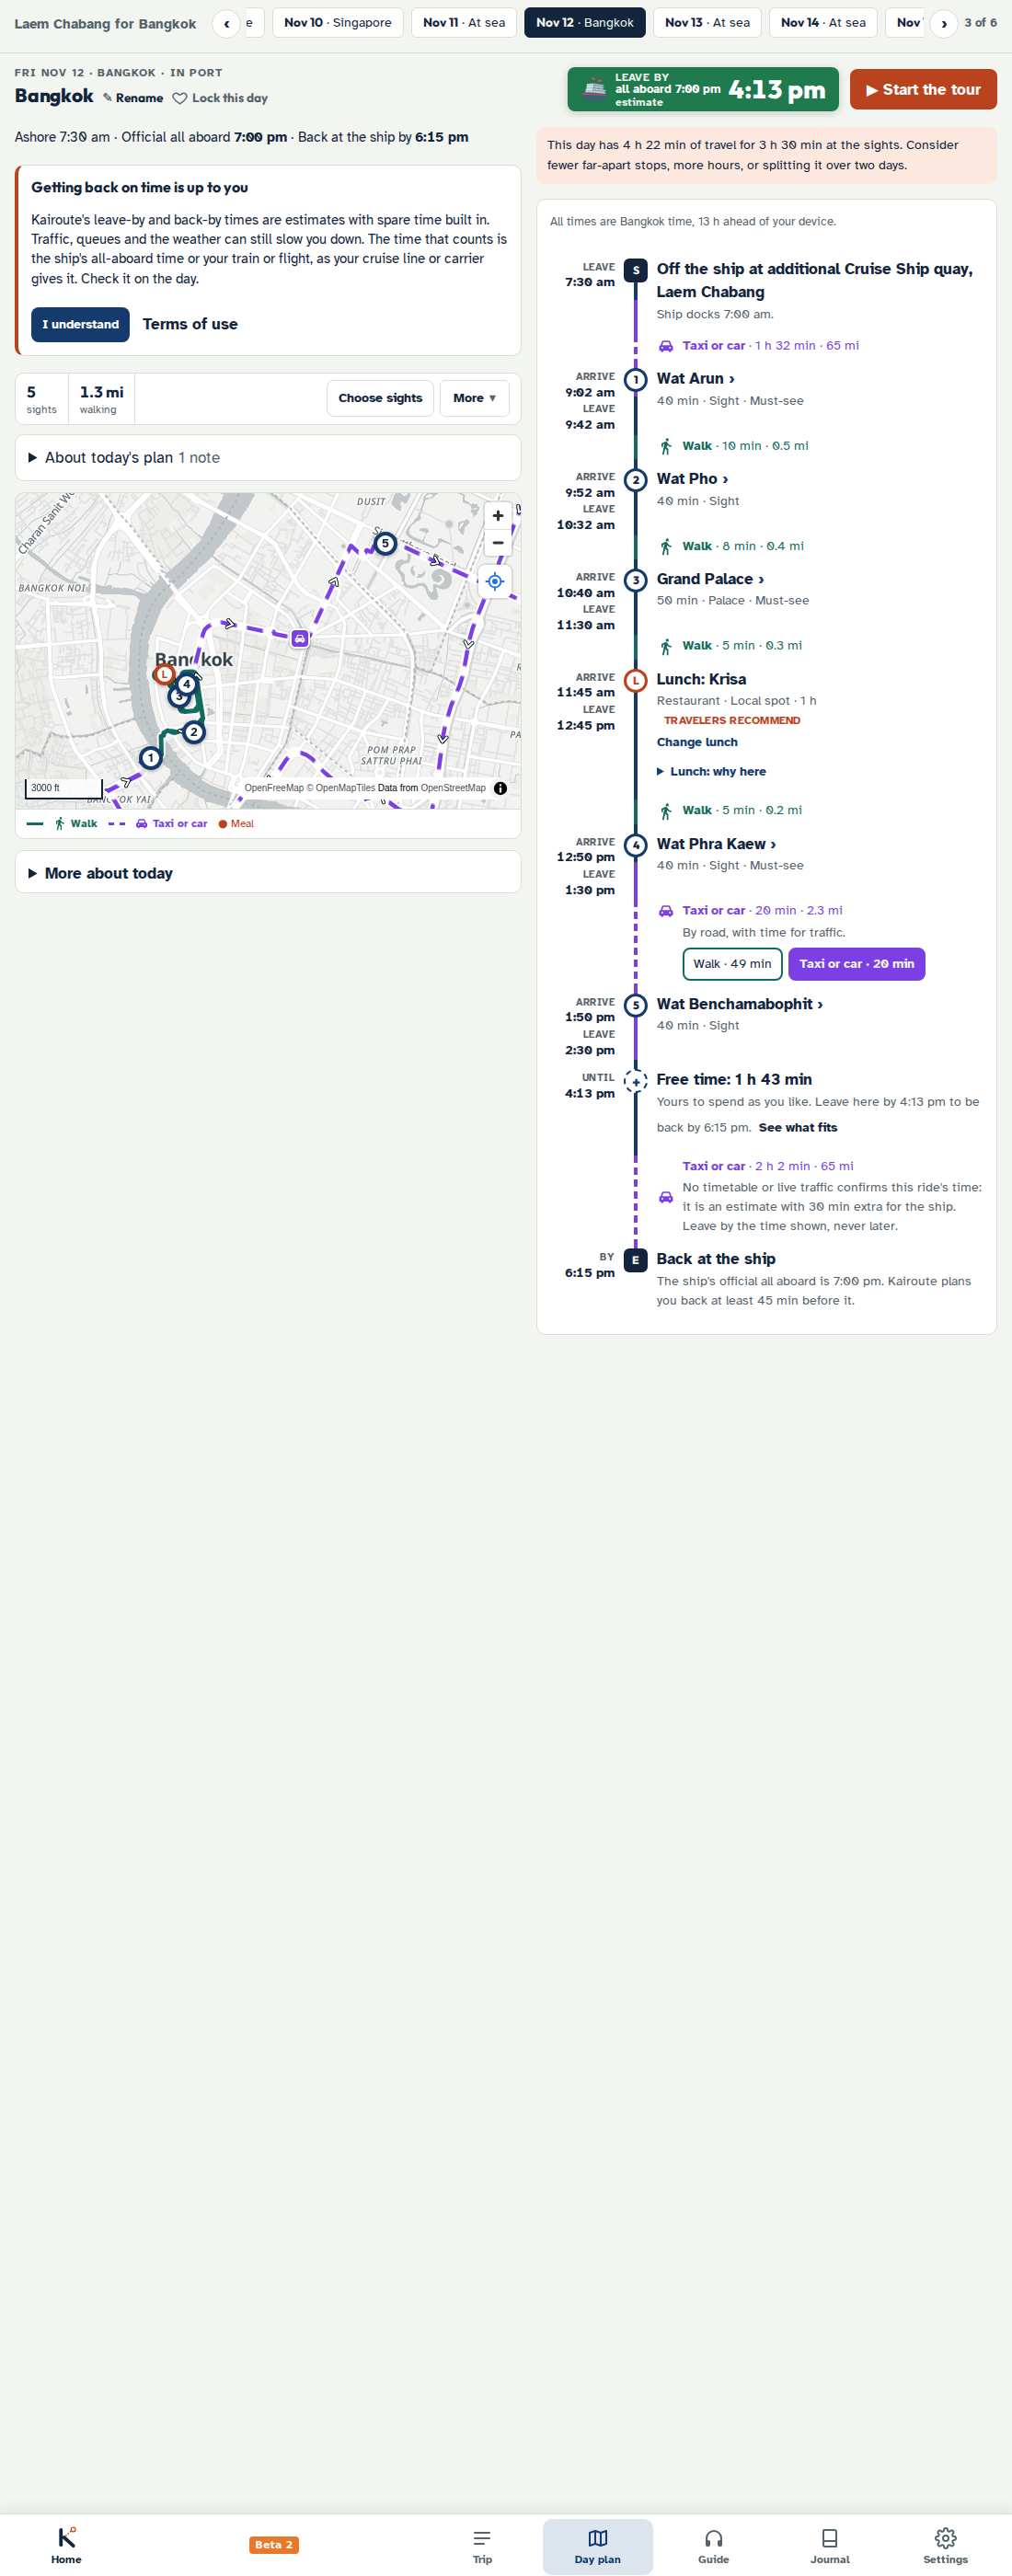 Laem Chabang for Bangkok
‹
e
Nov 10 · Singapore
Nov 11 · At sea
Nov 12 · Bangkok
Nov 13 · At sea
Nov 14 · At sea
Nov
›
3 of 6
FRI NOV 12 · BANGKOK · IN PORT
Bangkok ✎ Rename Lock this day
LEAVE BY
all aboard 7:00 pm
estimate
4:13 pm
▶ Start the tour
Ashore 7:30 am · Official all aboard 7:00 pm · Back at the ship by 6:15 pm
Getting back on time is up to you
Kairoute's leave-by and back-by times are estimates with spare time built in.
Traffic, queues and the weather can still slow you down. The time that counts is
the ship's all-aboard time or your train or flight, as your cruise line or carrier
gives it. Check it on the day.
I understand
Terms of use
5
sights
1.3 mi
walking
Choose sights
More ▼
▶ About today's plan 1 note
Charan Sanit Wo
DUSIT
BANGKOK NOI
Bangkok
POM PRAP
SATTRU PHAI
PA
BANGKOK YAI
L
4
3
2
1
5
+
−
3000 ft
OpenFreeMap © OpenMapTiles Data from OpenStreetMap
Walk
Taxi or car
Meal
▶ More about today
This day has 4 h 22 min of travel for 3 h 30 min at the sights. Consider
fewer far-apart stops, more hours, or splitting it over two days.
All times are Bangkok time, 13 h ahead of your device.
LEAVE
7:30 am
S
Off the ship at additional Cruise Ship quay,
Laem Chabang
Ship docks 7:00 am.
Taxi or car · 1 h 32 min · 65 mi
ARRIVE
9:02 am
LEAVE
9:42 am
1
Wat Arun ›
40 min · Sight · Must-see
Walk · 10 min · 0.5 mi
ARRIVE
9:52 am
LEAVE
10:32 am
2
Wat Pho ›
40 min · Sight
Walk · 8 min · 0.4 mi
ARRIVE
10:40 am
LEAVE
11:30 am
3
Grand Palace ›
50 min · Palace · Must-see
Walk · 5 min · 0.3 mi
ARRIVE
11:45 am
LEAVE
12:45 pm
L
Lunch: Krisa
Restaurant · Local spot · 1 h
TRAVELERS RECOMMEND
Change lunch
▶ Lunch: why here
Walk · 5 min · 0.2 mi
ARRIVE
12:50 pm
LEAVE
1:30 pm
4
Wat Phra Kaew ›
40 min · Sight · Must-see
Taxi or car · 20 min · 2.3 mi
By road, with time for traffic.
Walk · 49 min
Taxi or car · 20 min
ARRIVE
1:50 pm
LEAVE
2:30 pm
5
Wat Benchamabophit ›
40 min · Sight
UNTIL
4:13 pm
+
Free time: 1 h 43 min
Yours to spend as you like. Leave here by 4:13 pm to be
back by 6:15 pm. See what fits
Taxi or car · 2 h 2 min · 65 mi
No timetable or live traffic confirms this ride's time:
it is an estimate with 30 min extra for the ship.
Leave by the time shown, never later.
BY
6:15 pm
E
Back at the ship
The ship's official all aboard is 7:00 pm. Kairoute plans
you back at least 45 min before it.
Home
Beta 2
Trip
Day plan
Guide
Journal
Settings